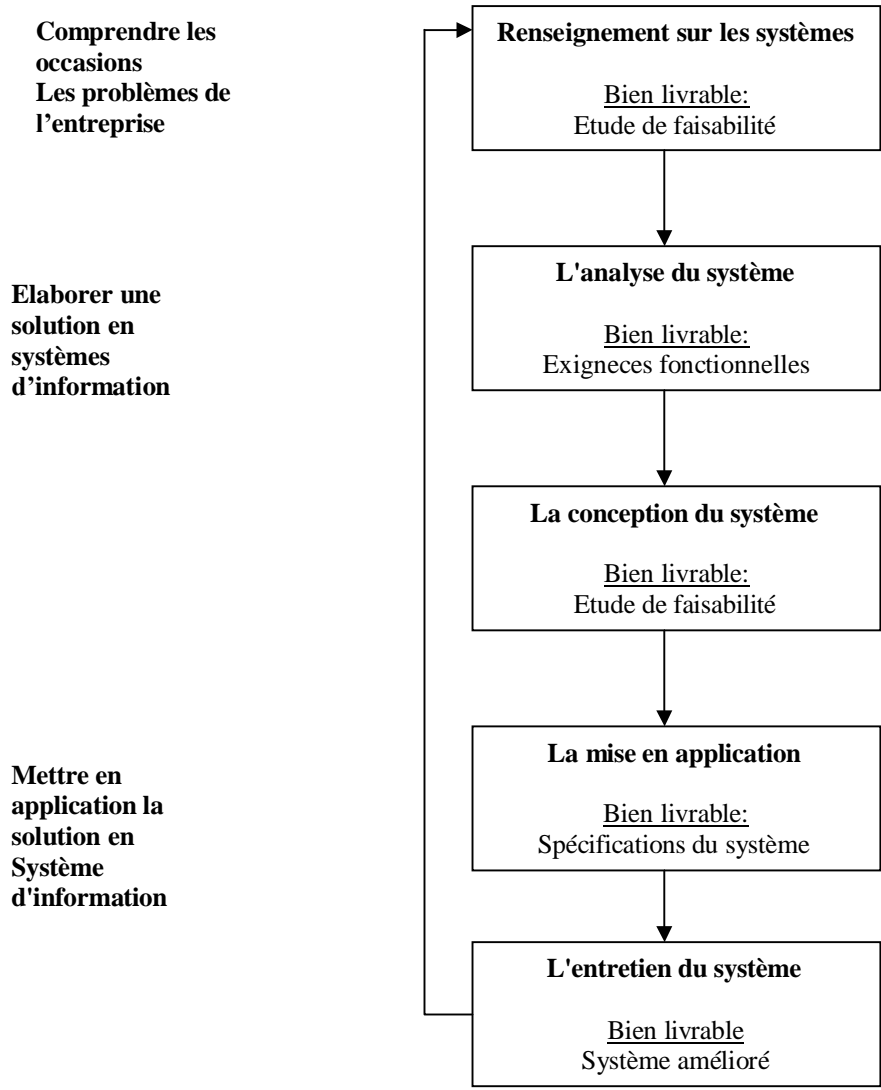 Comprendre les
occasions
Les problèmes de
l'entreprise
Renseignement sur les systèmes
Bien livrable:
Etude de faisabilité
Elaborer une
solution en
systèmes
d'information
L'analyse du système
Bien livrable:
Exigneces fonctionnelles
La conception du système
Bien livrable:
Etude de faisabilité
Mettre en
application la
solution en
Système
d'information
La mise en application
Bien livrable:
Spécifications du système
L'entretien du système
Bien livrable
Système amélioré